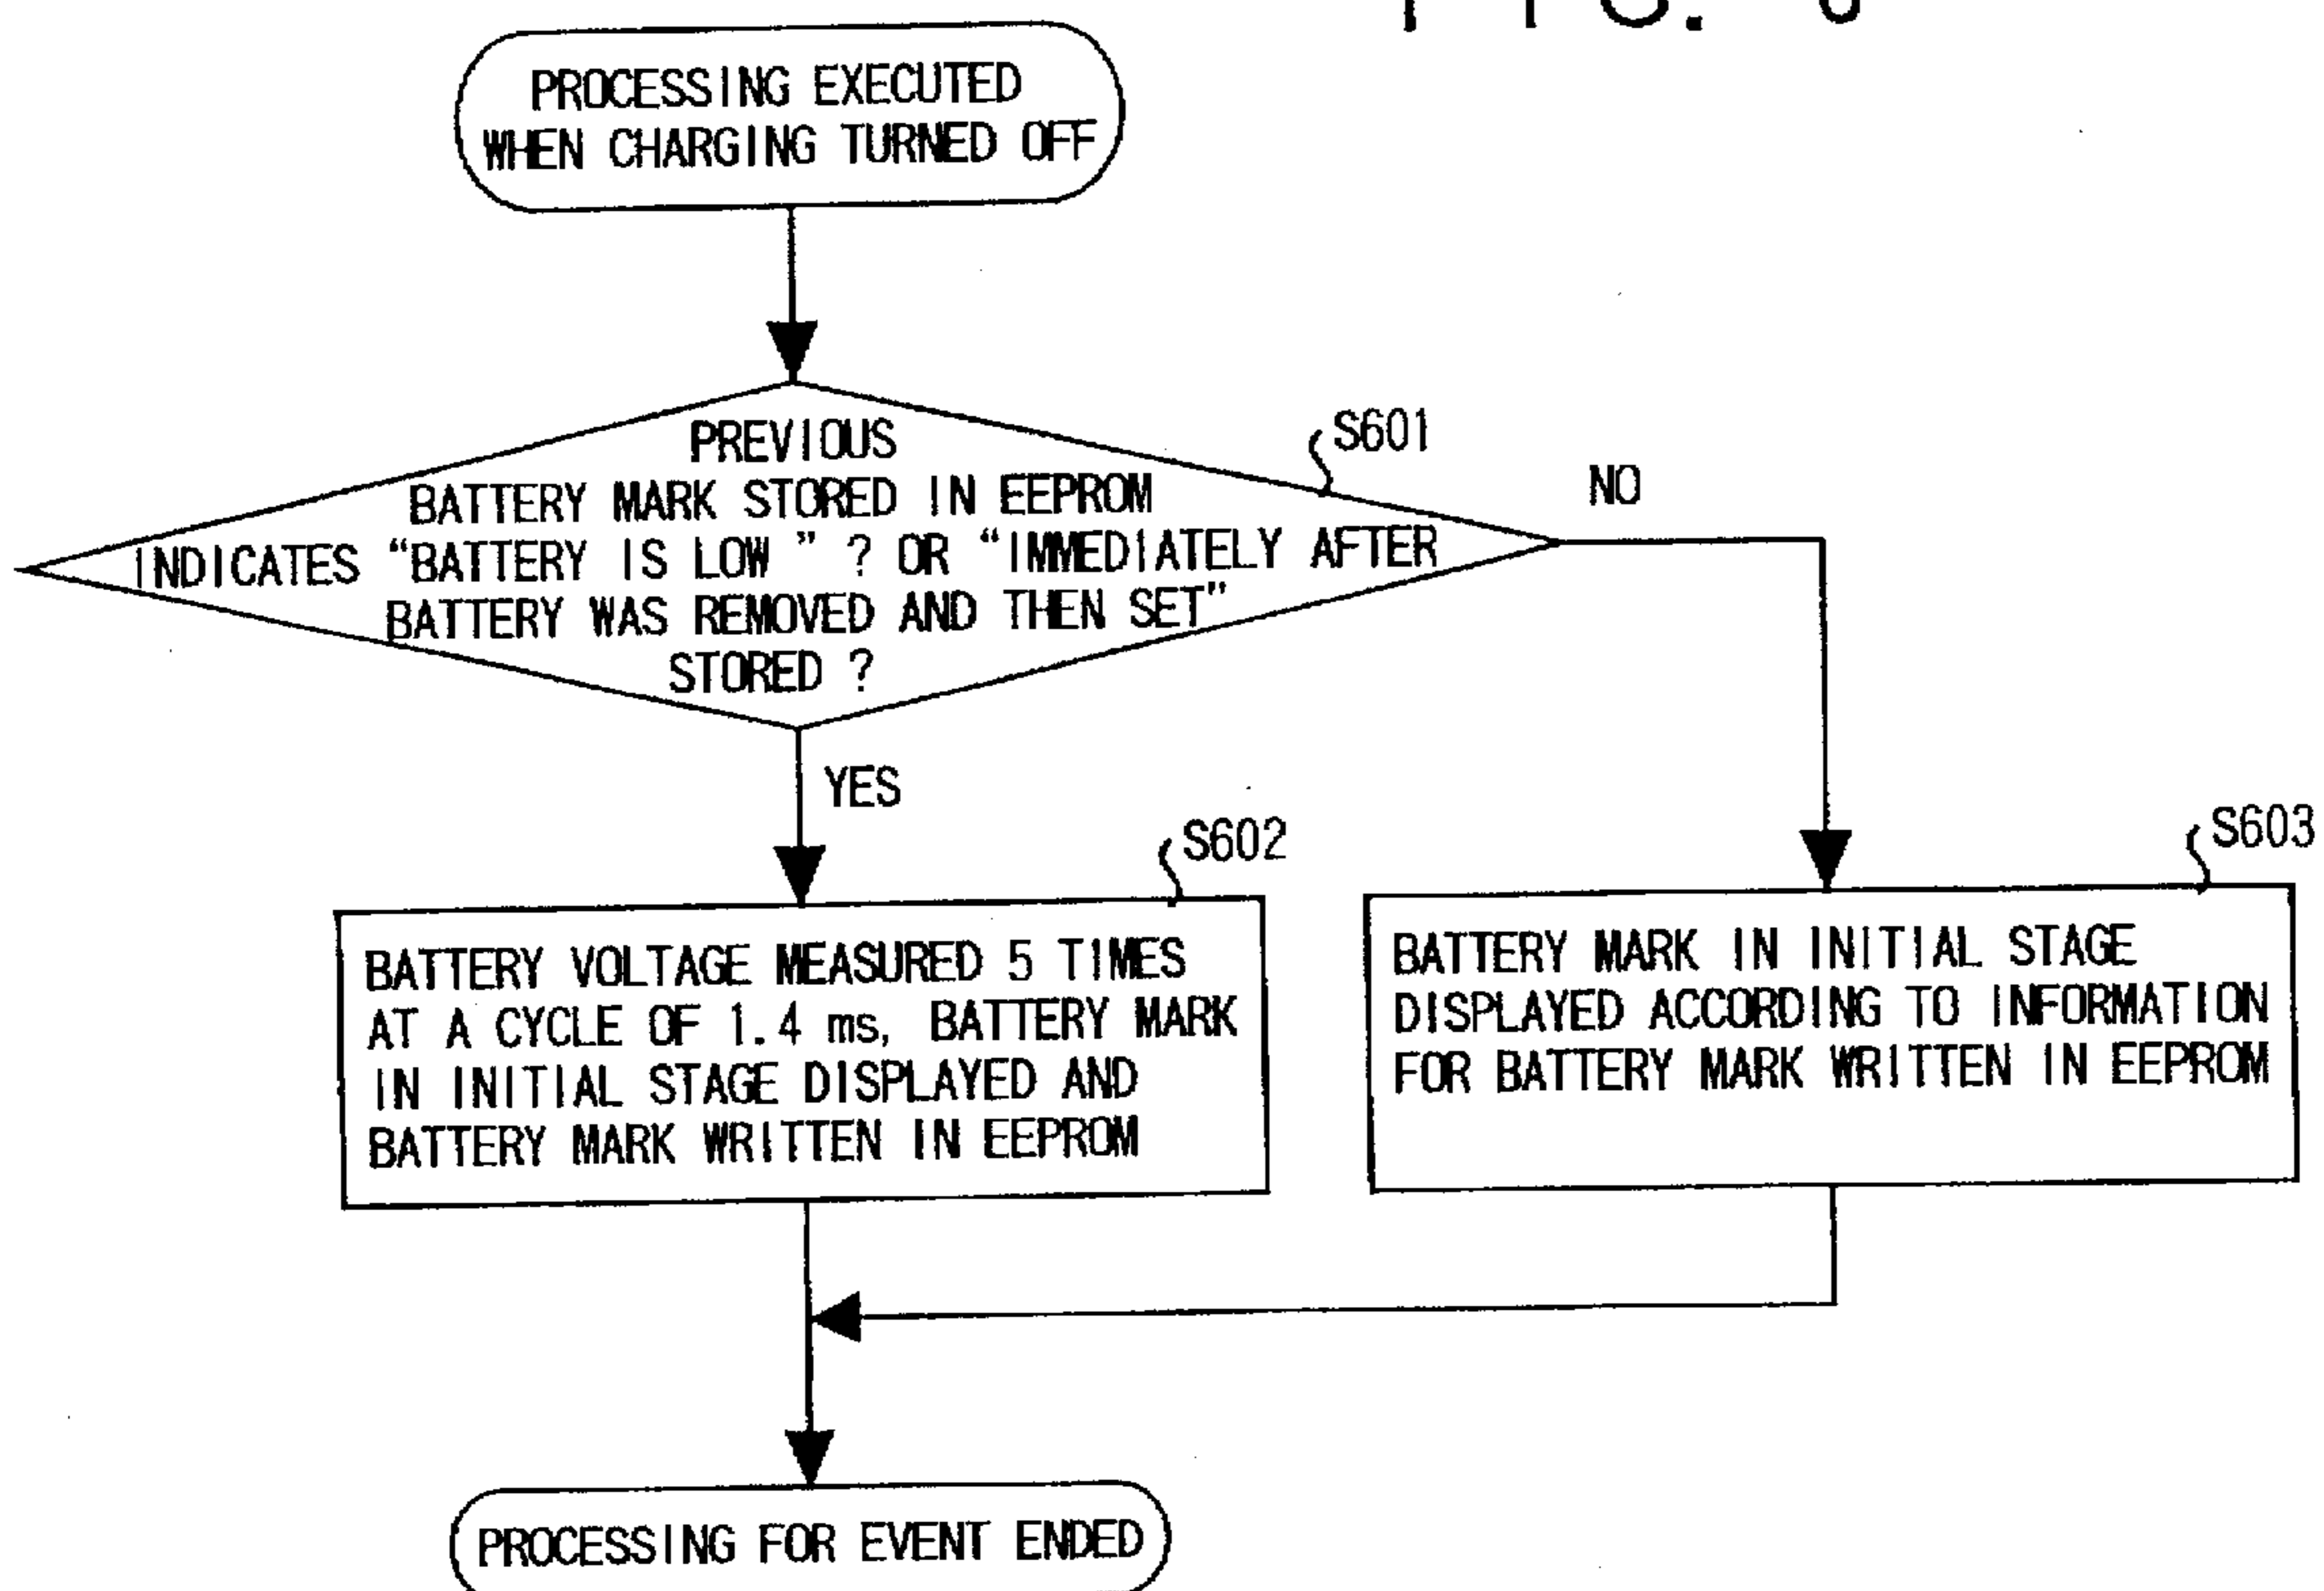 FIG.
PROCESSING EXECUTED
WHEN CHARGING TURNED OFF
PREVIOUS
BATTERY MARK STORED IN EEPROM
INDICATES “BATTERY IS LOW ” ? OR “IMMEDIATELY AFTER
BATTERY WAS REMOVED AND THEN SET”
STORED ?
S601
NO
YES
S602
BATTERY VOLTAGE MEASURED 5 TIMES
AT A CYCLE OF 1.4 ms, BATTERY MARK
IN INITIAL STAGE DISPLAYED AND
BATTERY MARK WRITTEN IN EEPROM
S603
BATTERY MARK IN INITIAL STAGE
DISPLAYED ACCORDING TO INFORMATION
FOR BATTERY MARK WRITTEN IN EEPROM
PROCESSING FOR EVENT ENDED